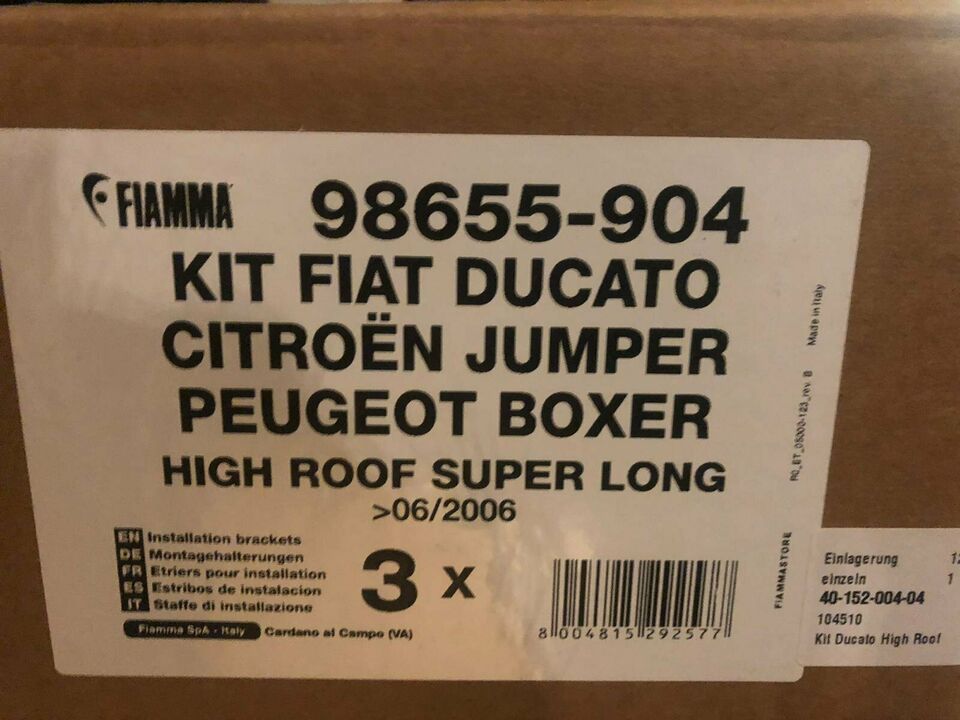 FIAMMA 98655-904
KIT FIAT DUCATO
CITROËN JUMPER
PEUGEOT BOXER
HIGH ROOF SUPER LONG
>06/2006
EN Installation brackets
DE Montagehalterungen
FR Etriers pour installation
ES Estribos de instalacion
IT Staffe di installazione
3 x
Fiamma SpA - Italy Cardano al Campo (VA)
8 004815 292577
FIAMMASTORE
R0_ET_05000-123_rev. B
Made in Italy
Einlagerung 12
einzeln 1
40-152-004-04
104510
Kit Ducato High Roof